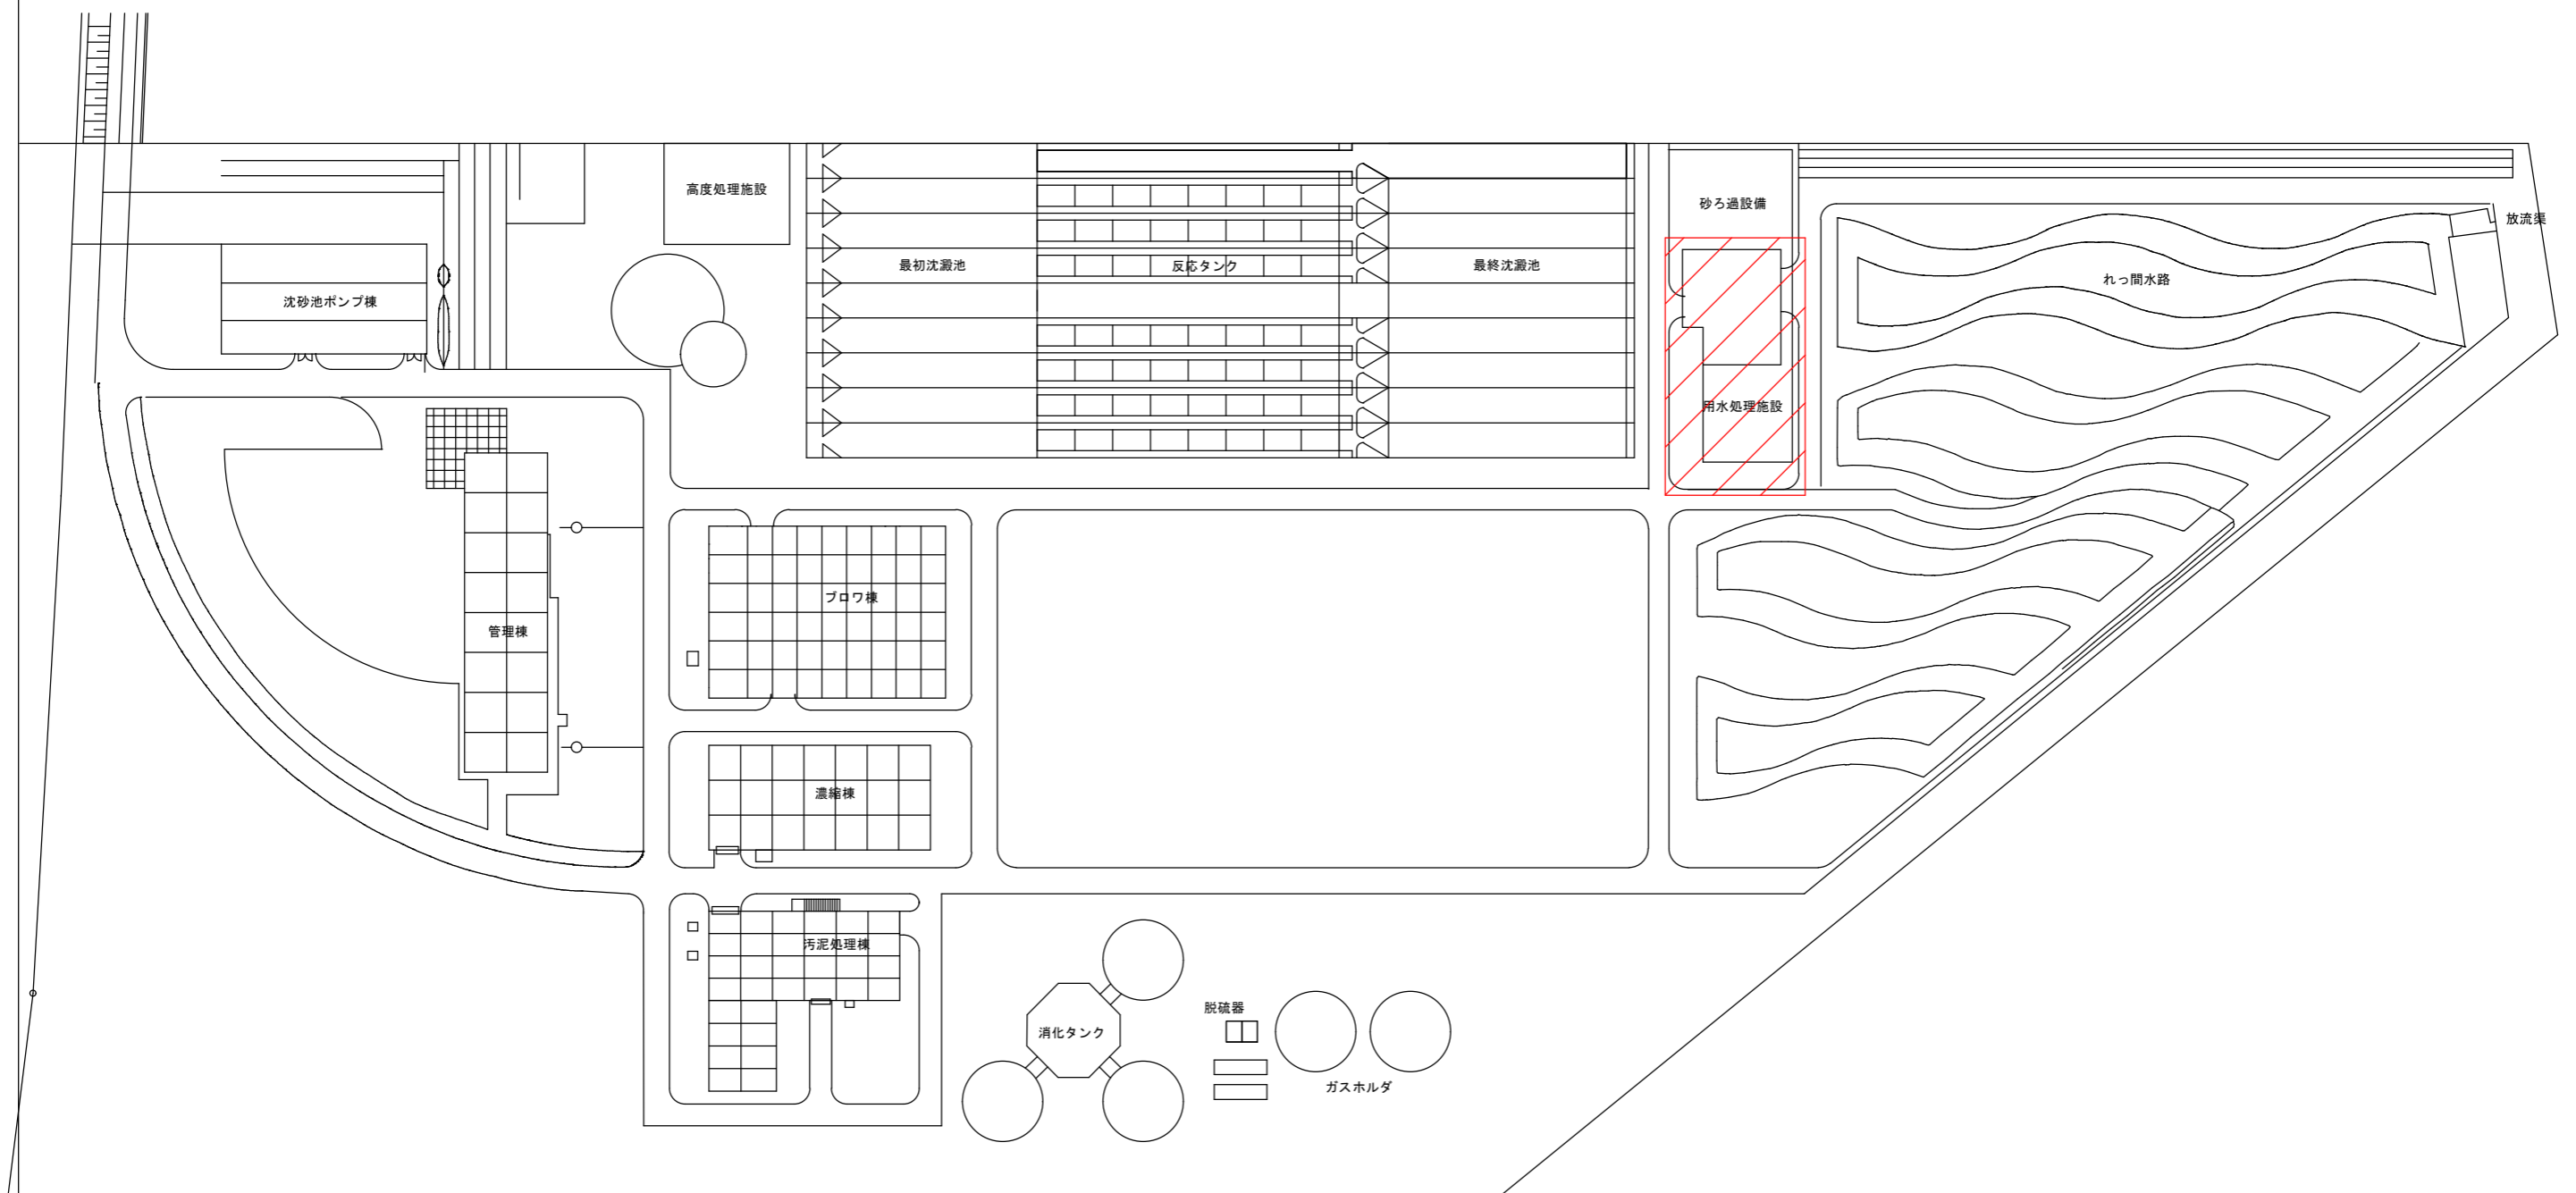 高度処理施設
砂ろ過設備
放流渠
最初沈澱池
反応タンク
最終沈澱池
れっ間水路
沈砂池ポンプ棟
用水処理施設
ブロワ棟
管理棟
濃縮棟
汚泥処理棟
脱硫器
消化タンク
ガスホルダ